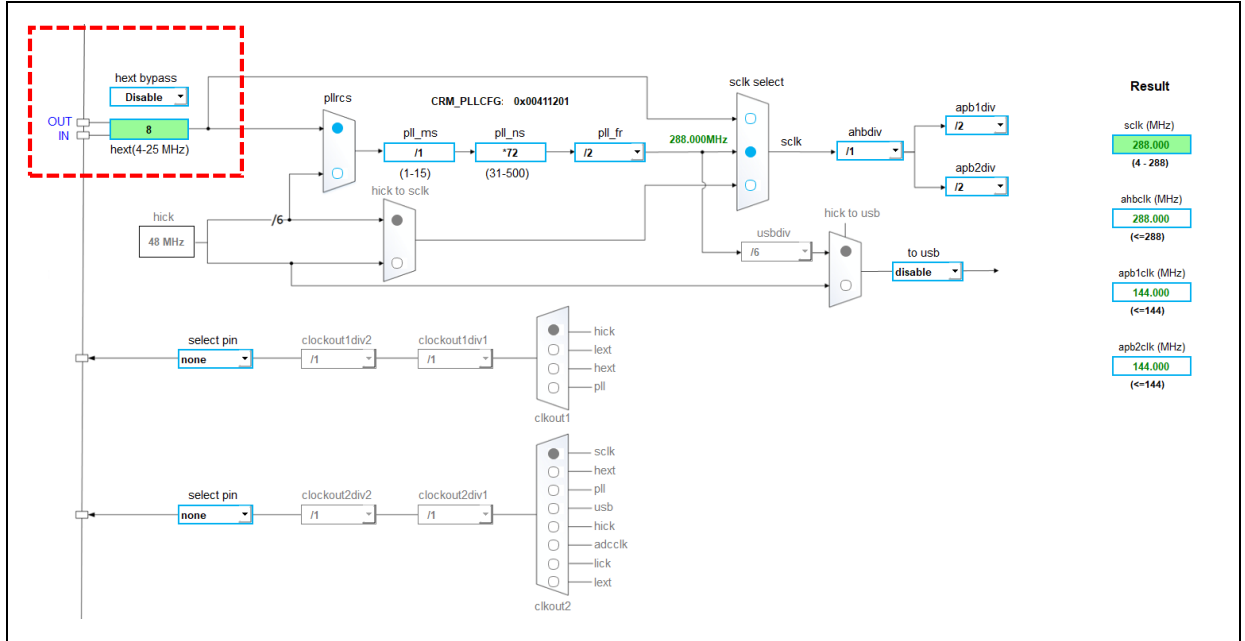 hext bypass
Disable
OUT
IN
8
hext(4-25 MHz)
pllrcs
CRM_PLLCFG: 0x00411201
pll_ms
/1
(1-15)
pll_ns
*72
(31-500)
pll_fr
/2
288.000MHz
sclk select
sclk
ahbdiv
/1
apb1div
/2
apb2div
/2
hick
48 MHz
/6
hick to sclk
usbdiv
/6
hick to usb
to usb
disable
Result
sclk (MHz)
288.000
(4 - 288)
ahbclk (MHz)
288.000
(<=288)
apb1clk (MHz)
144.000
(<=144)
apb2clk (MHz)
144.000
(<=144)
select pin
none
clockout1div2
/1
clockout1div1
/1
hick
lext
hext
pll
clkout1
select pin
none
clockout2div2
/1
clockout2div1
/1
sclk
hext
pll
usb
hick
adcclk
lick
lext
clkout2